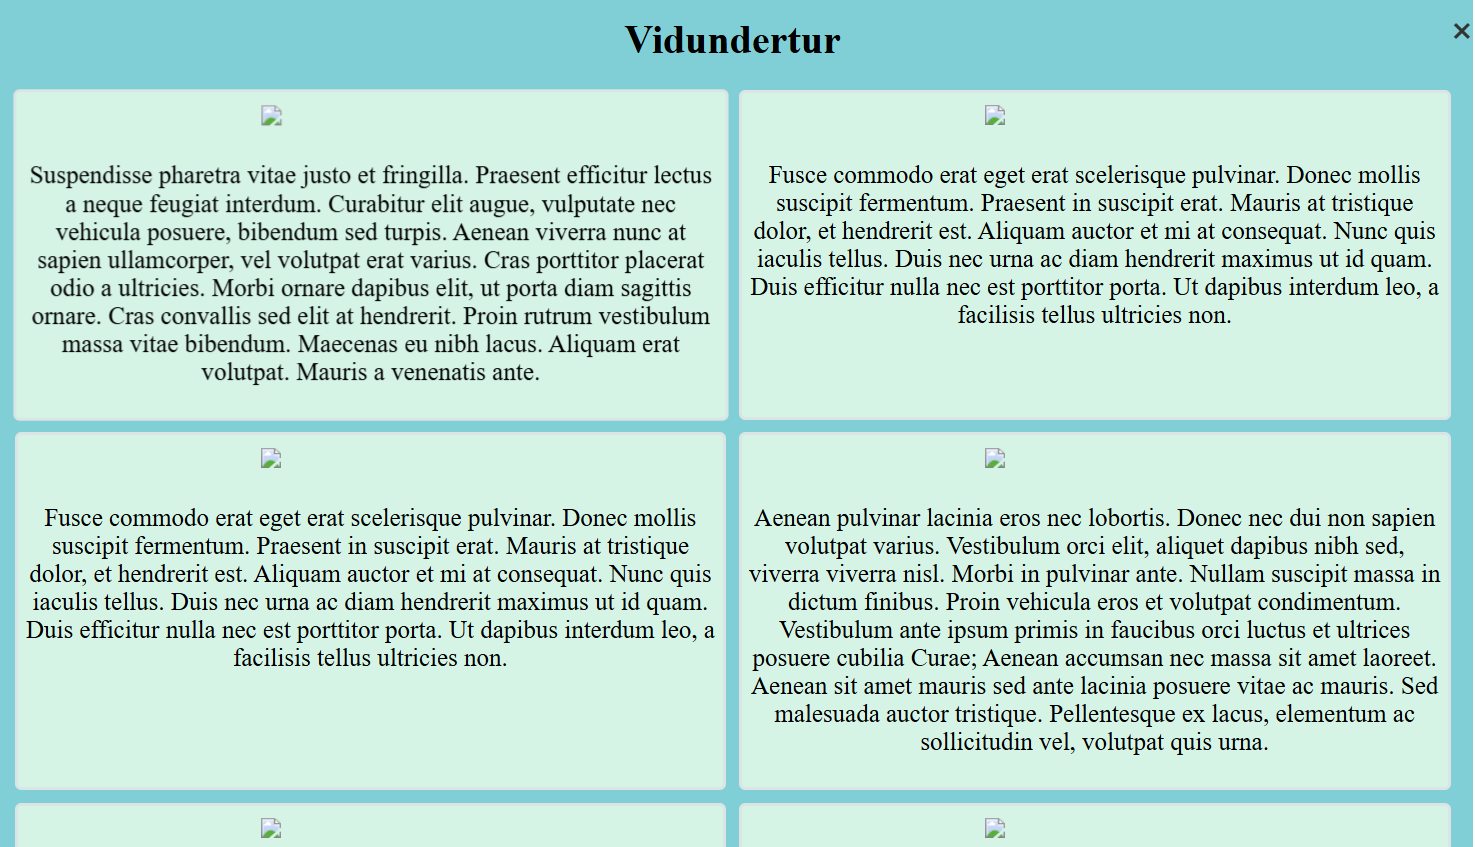 Vidundertur
×
Suspendisse pharetra vitae justo et fringilla. Praesent efficitur lectus
a neque feugiat interdum. Curabitur elit augue, vulputate nec
vehicula posuere, bibendum sed turpis. Aenean viverra nunc at
sapien ullamcorper, vel volutpat erat varius. Cras porttitor placerat
odio a ultricies. Morbi ornare dapibus elit, ut porta diam sagittis
ornare. Cras convallis sed elit at hendrerit. Proin rutrum vestibulum
massa vitae bibendum. Maecenas eu nibh lacus. Aliquam erat
volutpat. Mauris a venenatis ante.
Fusce commodo erat eget erat scelerisque pulvinar. Donec mollis
suscipit fermentum. Praesent in suscipit erat. Mauris at tristique
dolor, et hendrerit est. Aliquam auctor et mi at consequat. Nunc quis
iaculis tellus. Duis nec urna ac diam hendrerit maximus ut id quam.
Duis efficitur nulla nec est porttitor porta. Ut dapibus interdum leo, a
facilisis tellus ultricies non.
Fusce commodo erat eget erat scelerisque pulvinar. Donec mollis
suscipit fermentum. Praesent in suscipit erat. Mauris at tristique
dolor, et hendrerit est. Aliquam auctor et mi at consequat. Nunc quis
iaculis tellus. Duis nec urna ac diam hendrerit maximus ut id quam.
Duis efficitur nulla nec est porttitor porta. Ut dapibus interdum leo, a
facilisis tellus ultricies non.
Aenean pulvinar lacinia eros nec lobortis. Donec nec dui non sapien
volutpat varius. Vestibulum orci elit, aliquet dapibus nibh sed,
viverra viverra nisl. Morbi in pulvinar ante. Nullam suscipit massa in
dictum finibus. Proin vehicula eros et volutpat condimentum.
Vestibulum ante ipsum primis in faucibus orci luctus et ultrices
posuere cubilia Curae; Aenean accumsan nec massa sit amet laoreet.
Aenean sit amet mauris sed ante lacinia posuere vitae ac mauris. Sed
malesuada auctor tristique. Pellentesque ex lacus, elementum ac
sollicitudin vel, volutpat quis urna.